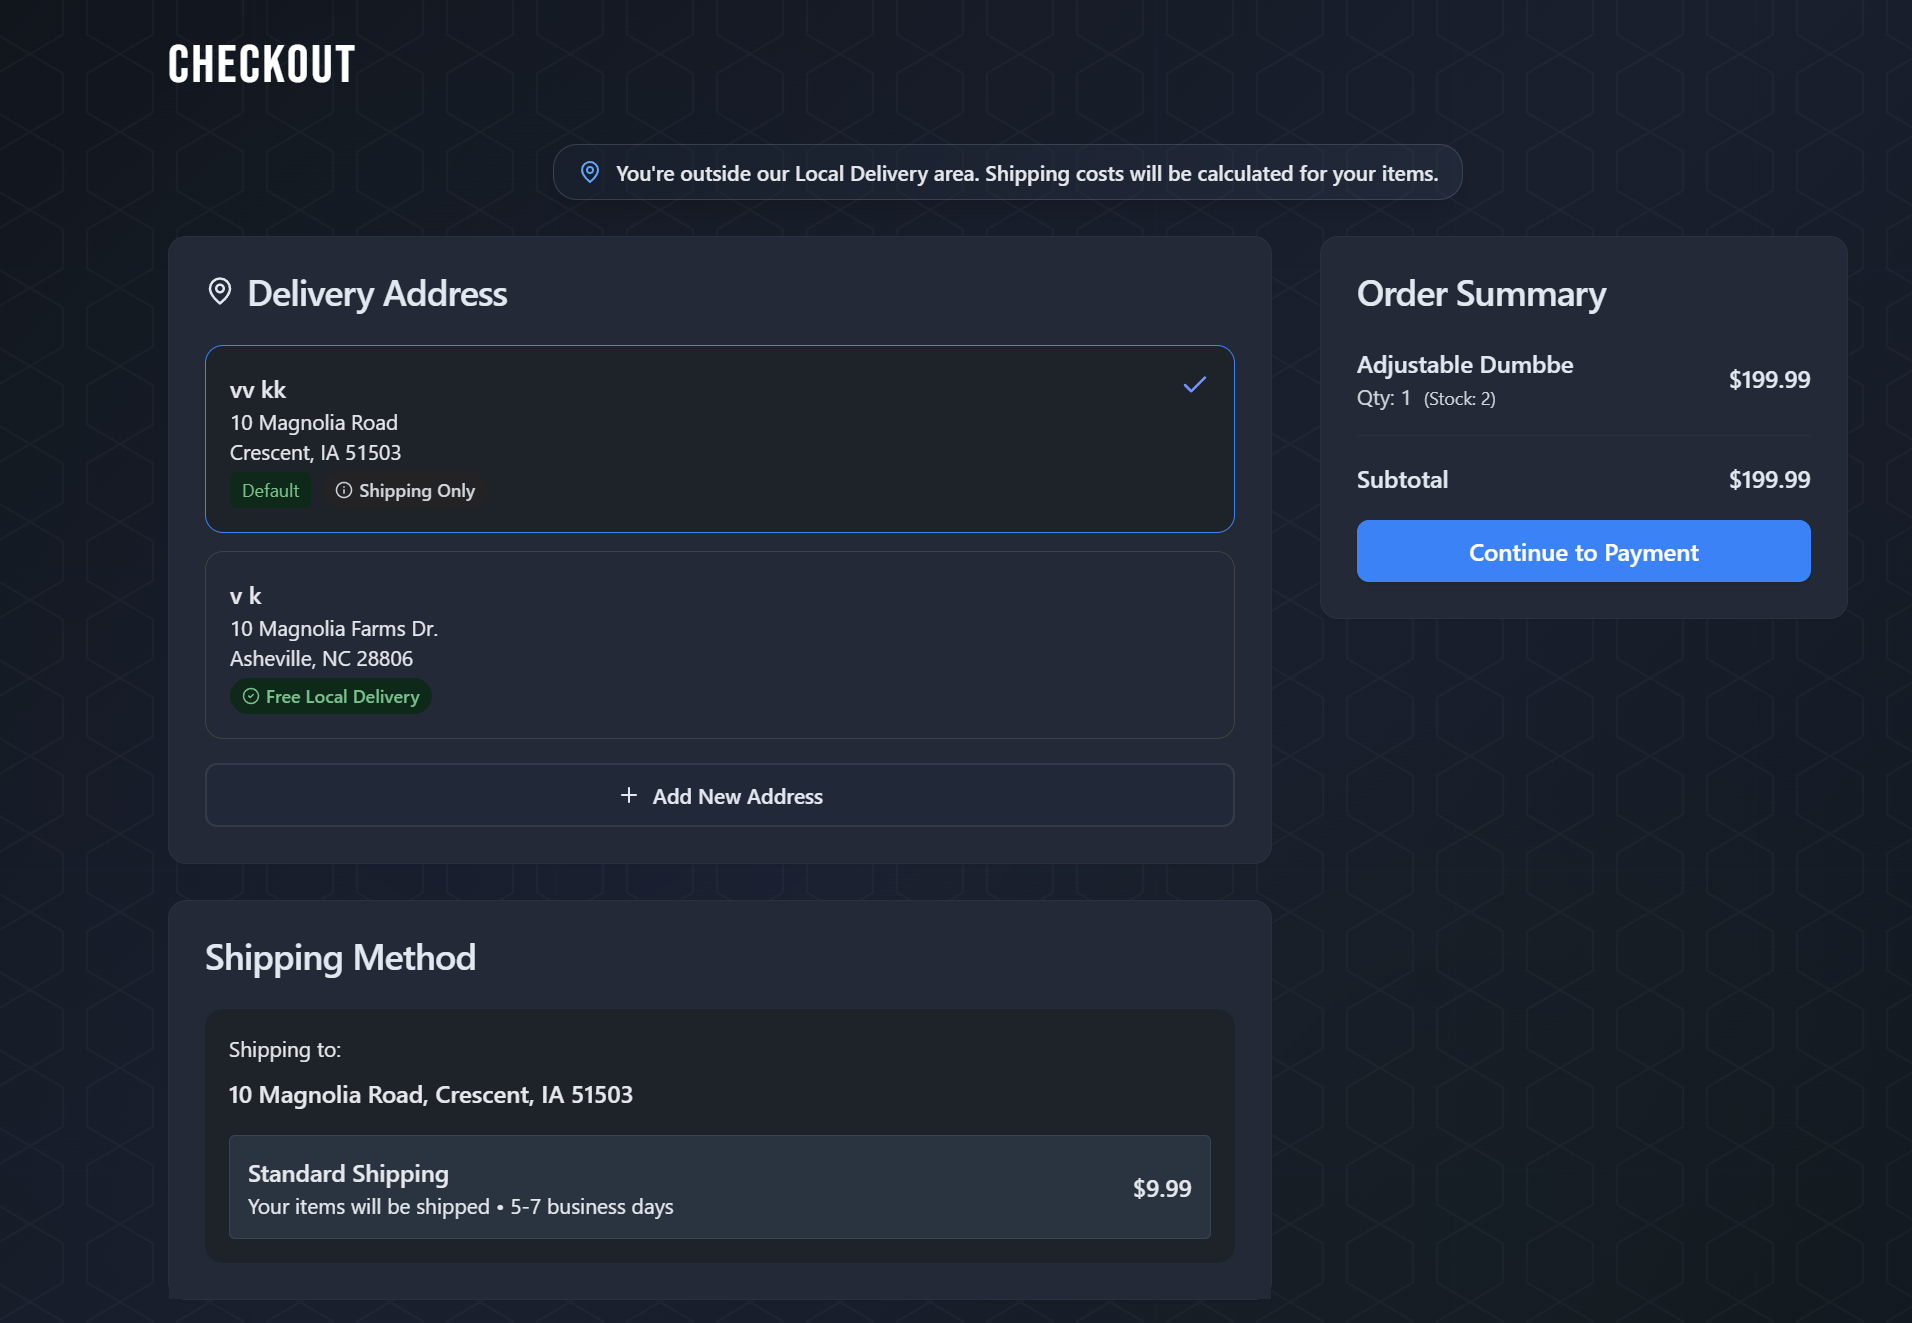 CHECKOUT
You're outside our Local Delivery area. Shipping costs will be calculated for your items.
Delivery Address
vv kk
10 Magnolia Road
Crescent, IA 51503
Default
Shipping Only
v k
10 Magnolia Farms Dr.
Asheville, NC 28806
Free Local Delivery
+ Add New Address
Shipping Method
Shipping to:
10 Magnolia Road, Crescent, IA 51503
Standard Shipping
Your items will be shipped • 5-7 business days
$9.99
Order Summary
Adjustable Dumbbe
Qty: 1 (Stock: 2)
$199.99
Subtotal
$199.99
Continue to Payment